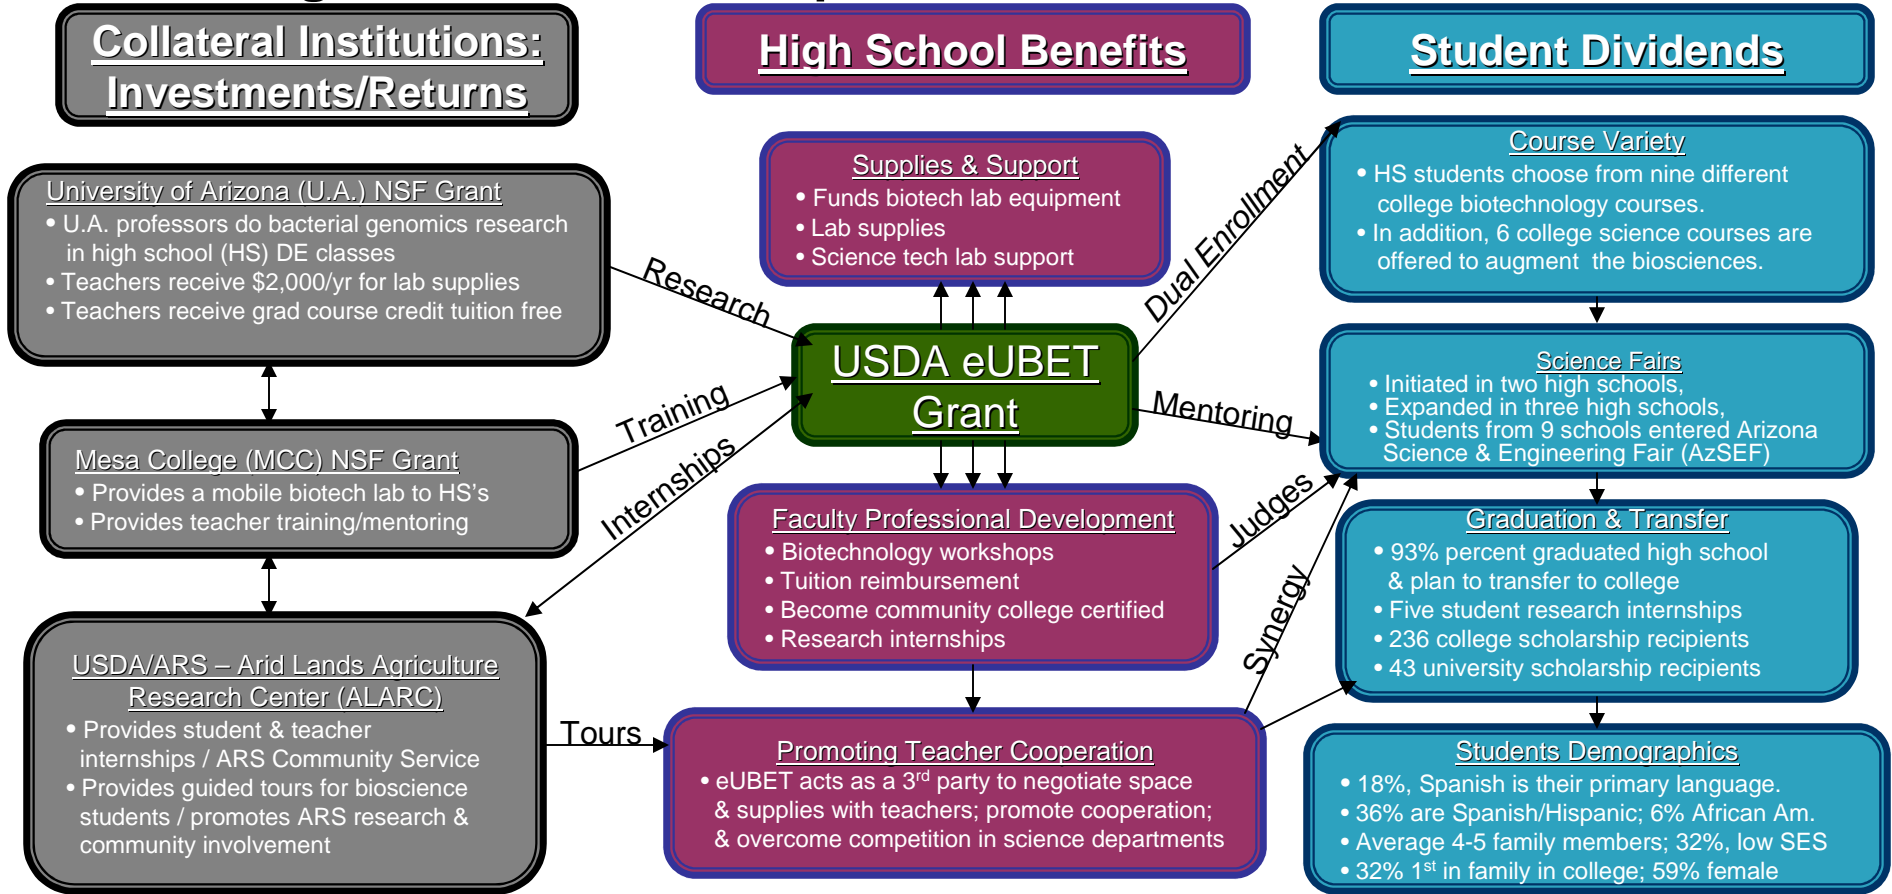 Collateral Institutions:
Investments/Returns
High School Benefits
Student Dividends
University of Arizona (U.A.) NSF Grant
• U.A. professors do bacterial genomics research
in high school (HS) DE classes
• Teachers receive $2,000/yr for lab supplies
• Teachers receive grad course credit tuition free
Mesa College (MCC) NSF Grant
• Provides a mobile biotech lab to HS's
• Provides teacher training/mentoring
USDA/ARS – Arid Lands Agriculture
Research Center (ALARC)
• Provides student & teacher
internships / ARS Community Service
• Provides guided tours for bioscience
students / promotes ARS research &
community involvement
Research
Training
Internships
Tours
Supplies & Support
• Funds biotech lab equipment
• Lab supplies
• Science tech lab support
USDA eUBET
Grant
Faculty Professional Development
• Biotechnology workshops
• Tuition reimbursement
• Become community college certified
• Research internships
Promoting Teacher Cooperation
• eUBET acts as a 3rd party to negotiate space
& supplies with teachers; promote cooperation;
& overcome competition in science departments
Dual Enrollment
Mentoring
Judges
Synergy
Course Variety
• HS students choose from nine different
college biotechnology courses.
• In addition, 6 college science courses are
offered to augment the biosciences.
Science Fairs
• Initiated in two high schools,
• Expanded in three high schools,
• Students from 9 schools entered Arizona
Science & Engineering Fair (AzSEF)
Graduation & Transfer
• 93% percent graduated high school
& plan to transfer to college
• Five student research internships
• 236 college scholarship recipients
• 43 university scholarship recipients
Students Demographics
• 18%, Spanish is their primary language.
• 36% are Spanish/Hispanic; 6% African Am.
• Average 4-5 family members; 32%, low SES
• 32% 1st in family in college; 59% female